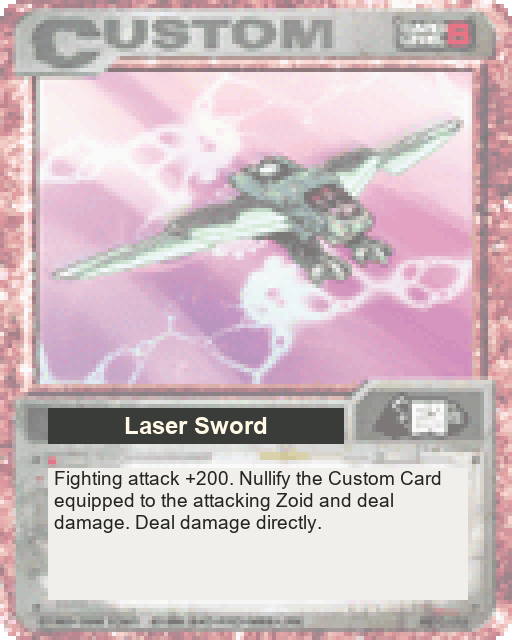 CUSTOM
Laser Sword
Fighting attack +200. Nullify the Custom Card
equipped to the attacking Zoid and deal
damage. Deal damage directly.